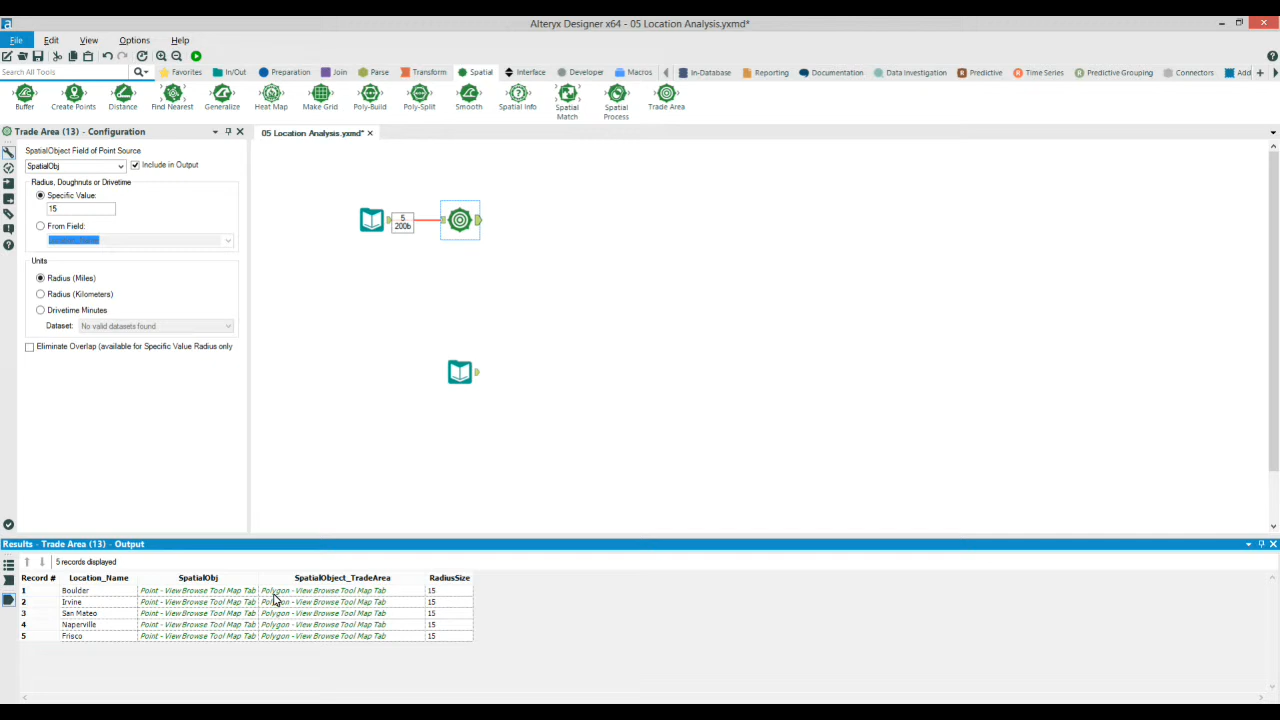 Alteryx Designer x64 - 05 Location Analysis.yxmd*
File Edit View Options Help
Search All Tools Favorites In/Out Preparation Join Parse Transform Spatial Interface Developer Macros In-Database Reporting Documentation Data Investigation Predictive Time Series Predictive Grouping Connectors Add
Buffer Create Points Distance Find Nearest Generalize Heat Map Make Grid Poly-Build Poly-Split Smooth Spatial Info Spatial Match Spatial Process Trade Area
Trade Area (13) - Configuration
05 Location Analysis.yxmd*
SpatialObject Field of Point Source
SpatialObj Include in Output
Radius, Doughnuts or Drivetime
Specific Value:
15
From Field:
Location_Name
Units
Radius (Miles)
Radius (Kilometers)
Drivetime Minutes
Dataset: No valid datasets found
Eliminate Overlap (available for Specific Value Radius only
5
200b
Results - Trade Area (13) - Output
5 records displayed
Record # Location_Name SpatialObj SpatialObject_TradeArea RadiusSize
1 Boulder Point - View Browse Tool Map Tab Polygon - View Browse Tool Map Tab 15
2 Irvine Point - View Browse Tool Map Tab Polygon - View Browse Tool Map Tab 15
3 San Mateo Point - View Browse Tool Map Tab Polygon - View Browse Tool Map Tab 15
4 Naperville Point - View Browse Tool Map Tab Polygon - View Browse Tool Map Tab 15
5 Frisco Point - View Browse Tool Map Tab Polygon - View Browse Tool Map Tab 15